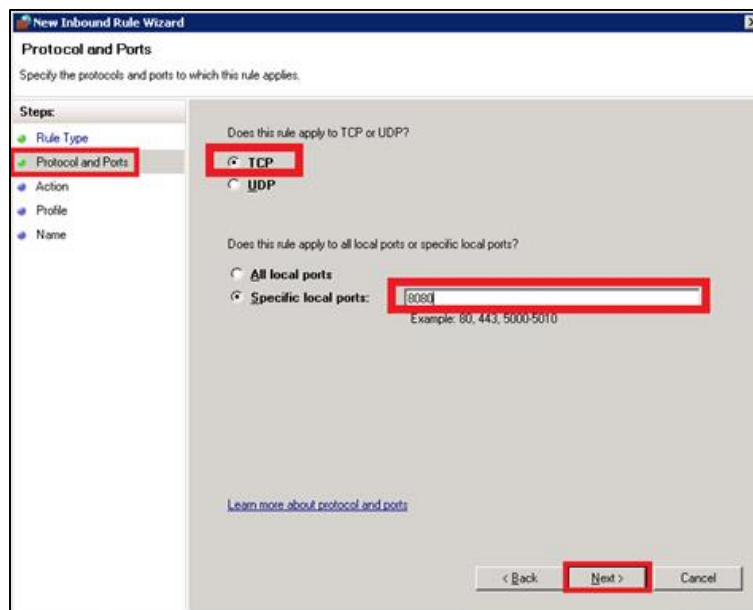 New Inbound Rule Wizard
Protocol and Ports
Specify the protocols and ports to which this rule applies.
Steps:
Rule Type
Protocol and Ports
Action
Profile
Name
Does this rule apply to TCP or UDP?
TCP
UDP
Does this rule apply to all local ports or specific local ports?
All local ports
Specific local ports:
8080
Example: 80, 443, 5000-5010
Learn more about protocol and ports
< Back
Next >
Cancel